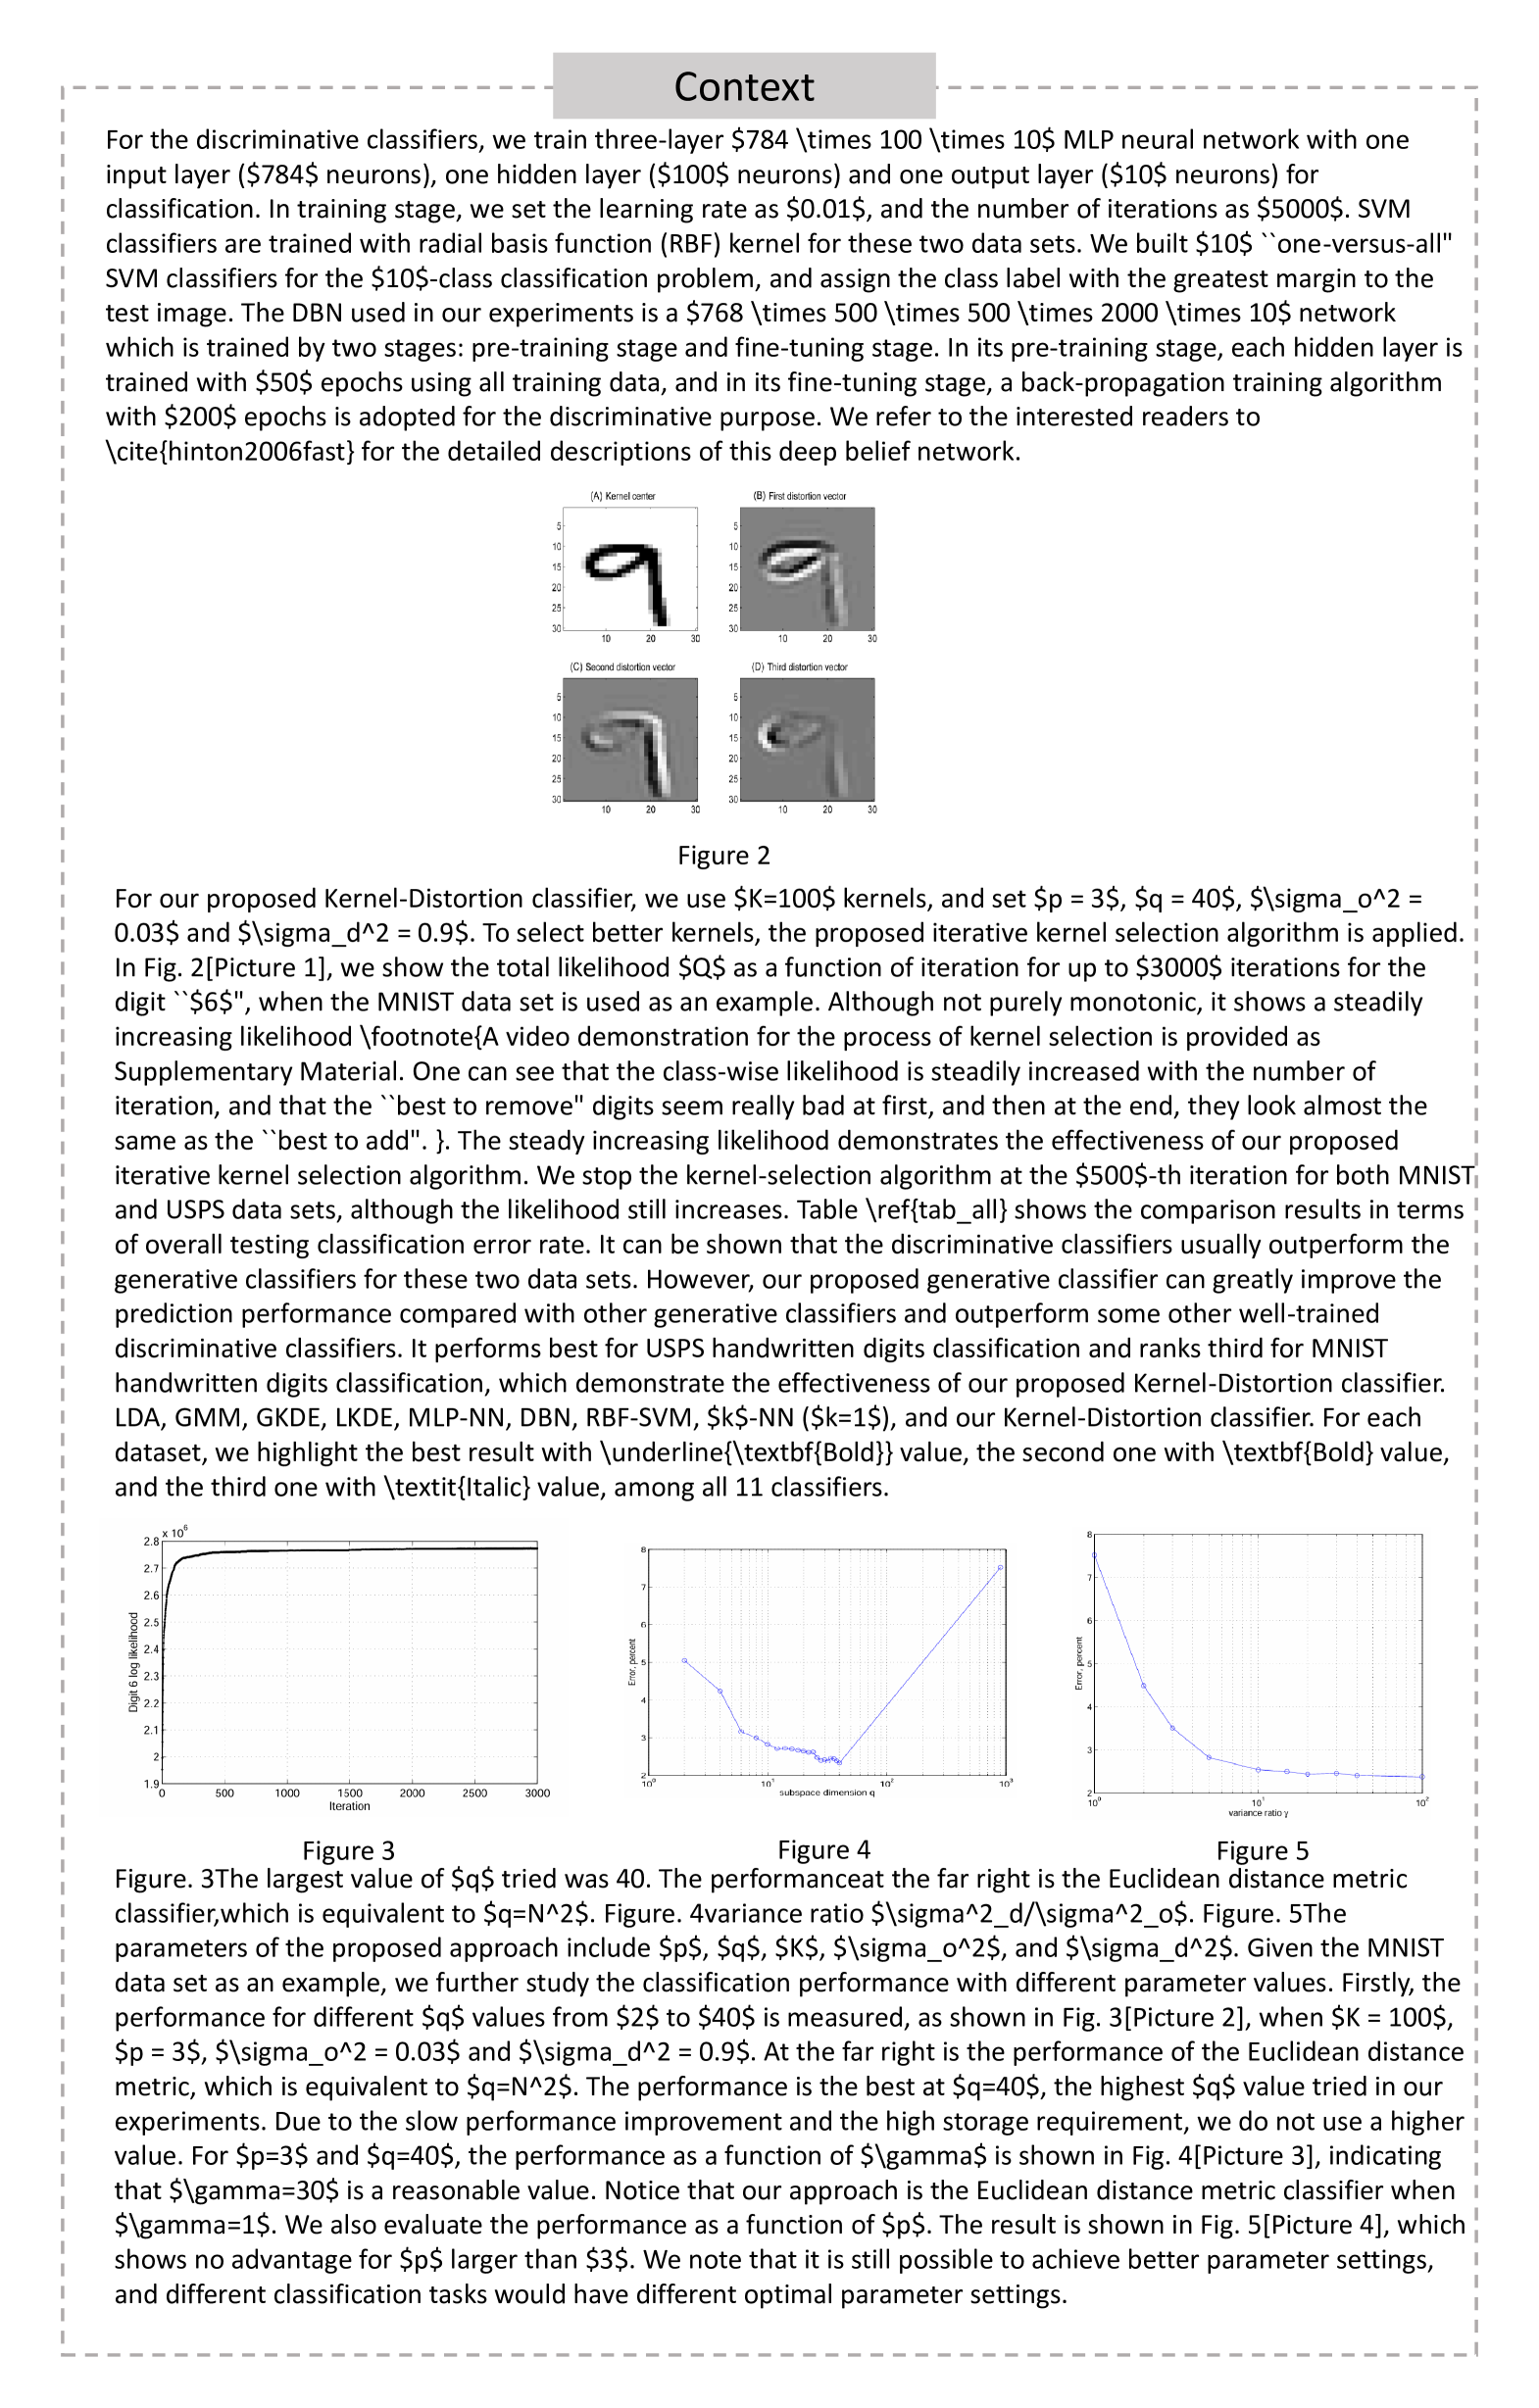 Context
For the discriminative classifiers, we train three-layer $784 \times 100 \times 10$ MLP neural network with one
input layer ($784$ neurons), one hidden layer ($100$ neurons) and one output layer ($10$ neurons) for
classification. In training stage, we set the learning rate as $0.01$, and the number of iterations as $5000$. SVM
classifiers are trained with radial basis function (RBF) kernel for these two data sets. We built $10$ ``one-versus-all"
SVM classifiers for the $10$-class classification problem, and assign the class label with the greatest margin to the
test image. The DBN used in our experiments is a $768 \times 500 \times 500 \times 2000 \times 10$ network
which is trained by two stages: pre-training stage and fine-tuning stage. In its pre-training stage, each hidden layer is
trained with $50$ epochs using all training data, and in its fine-tuning stage, a back-propagation training algorithm
with $200$ epochs is adopted for the discriminative purpose. We refer to the interested readers to
\cite{hinton2006fast} for the detailed descriptions of this deep belief network.
(A) Kernel center
5
10
15
20
25
30
10 20 30
(B) First distortion vector
5
10
15
20
25
30
10 20 30
(C) Second distortion vector
5
10
15
20
25
30
10 20 30
(D) Third distortion vector
5
10
15
20
25
30
10 20 30
Figure 2
For our proposed Kernel-Distortion classifier, we use $K=100$ kernels, and set $p = 3$, $q = 40$, $\sigma_o^2 =
0.03$ and $\sigma_d^2 = 0.9$. To select better kernels, the proposed iterative kernel selection algorithm is applied.
In Fig. 2[Picture 1], we show the total likelihood $Q$ as a function of iteration for up to $3000$ iterations for the
digit ``$6$", when the MNIST data set is used as an example. Although not purely monotonic, it shows a steadily
increasing likelihood \footnote{A video demonstration for the process of kernel selection is provided as
Supplementary Material. One can see that the class-wise likelihood is steadily increased with the number of
iteration, and that the ``best to remove" digits seem really bad at first, and then at the end, they look almost the
same as the ``best to add". }. The steady increasing likelihood demonstrates the effectiveness of our proposed
iterative kernel selection algorithm. We stop the kernel-selection algorithm at the $500$-th iteration for both MNIST
and USPS data sets, although the likelihood still increases. Table \ref{tab_all} shows the comparison results in terms
of overall testing classification error rate. It can be shown that the discriminative classifiers usually outperform the
generative classifiers for these two data sets. However, our proposed generative classifier can greatly improve the
prediction performance compared with other generative classifiers and outperform some other well-trained
discriminative classifiers. It performs best for USPS handwritten digits classification and ranks third for MNIST
handwritten digits classification, which demonstrate the effectiveness of our proposed Kernel-Distortion classifier.
LDA, GMM, GKDE, LKDE, MLP-NN, DBN, RBF-SVM, $k$-NN ($k=1$), and our Kernel-Distortion classifier. For each
dataset, we highlight the best result with \underline{\textbf{Bold}} value, the second one with \textbf{Bold} value,
and the third one with \textit{Italic} value, among all 11 classifiers.
x 10^6
2.8
2.7
2.6
2.5
2.4
2.3
2.2
2.1
2
1.9
0 500 1000 1500 2000 2500 3000
Digit 6 log likelihood
Iteration
8
7
6
5
4
3
2
10^0 10^1 10^2 10^3
Error, percent
subspace dimension q
8
7
6
5
4
3
2
10^0 10^1 10^2
Error, percent
variance ratio γ
Figure 3
Figure 4
Figure 5
Figure. 3The largest value of $q$ tried was 40. The performanceat the far right is the Euclidean distance metric
classifier,which is equivalent to $q=N^2$. Figure. 4variance ratio $\sigma^2_d/\sigma^2_o$. Figure. 5The
parameters of the proposed approach include $p$, $q$, $K$, $\sigma_o^2$, and $\sigma_d^2$. Given the MNIST
data set as an example, we further study the classification performance with different parameter values. Firstly, the
performance for different $q$ values from $2$ to $40$ is measured, as shown in Fig. 3[Picture 2], when $K = 100$,
$p = 3$, $\sigma_o^2 = 0.03$ and $\sigma_d^2 = 0.9$. At the far right is the performance of the Euclidean distance
metric, which is equivalent to $q=N^2$. The performance is the best at $q=40$, the highest $q$ value tried in our
experiments. Due to the slow performance improvement and the high storage requirement, we do not use a higher
value. For $p=3$ and $q=40$, the performance as a function of $\gamma$ is shown in Fig. 4[Picture 3], indicating
that $\gamma=30$ is a reasonable value. Notice that our approach is the Euclidean distance metric classifier when
$\gamma=1$. We also evaluate the performance as a function of $p$. The result is shown in Fig. 5[Picture 4], which
shows no advantage for $p$ larger than $3$. We note that it is still possible to achieve better parameter settings,
and different classification tasks would have different optimal parameter settings.